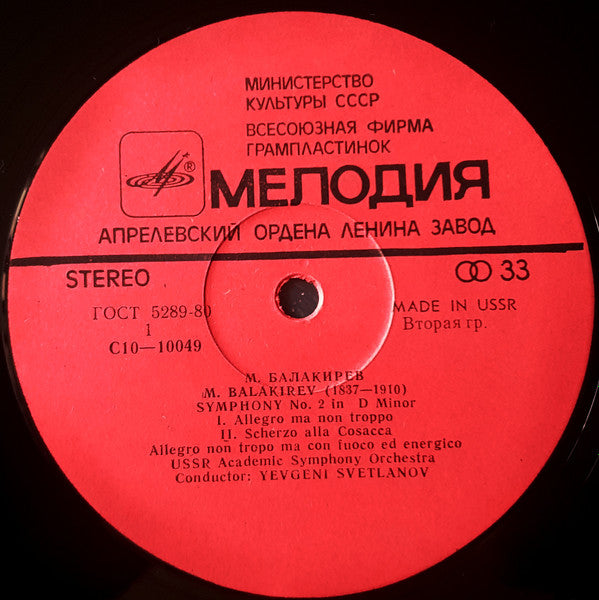 МИНИСТЕРСТВО
КУЛЬТУРЫ СССР
ВСЕСОЮЗНАЯ ФИРМА
ГРАМПЛАСТИНОК
®
МЕЛОДИЯ
АПРЕЛЕВСКИЙ ОРДЕНА ЛЕНИНА ЗАВОД
STEREO 33
ГОСТ 5289-80 MADE IN USSR
1 Вторая гр.
С10—10049
М. БАЛАКИРЕВ
M. BALAKIREV (1837—1910)
SYMPHONY No. 2 in D Minor
I. Allegro ma non troppo
II. Scherzo alla Cosacca
Allegro non tropo ma con fuoco ed energico
USSR Academic Symphony Orchestra
Conductor: YEVGENI SVETLANOV